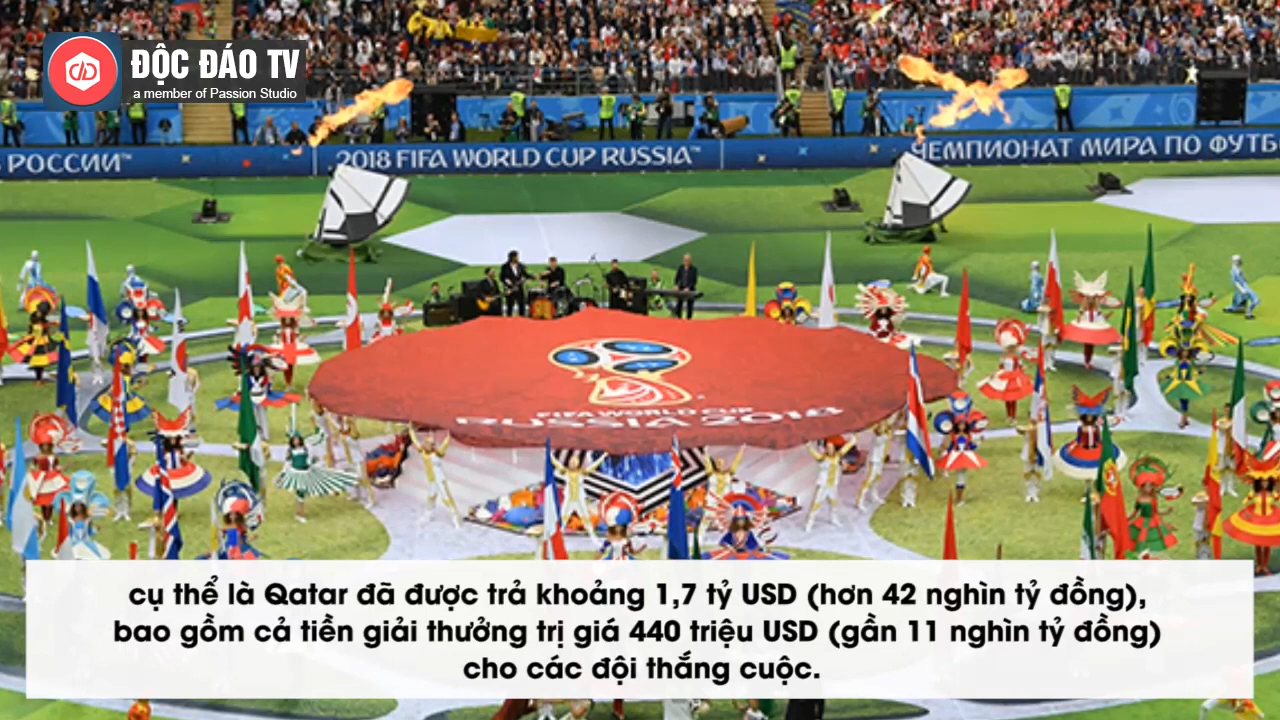 ĐỘC ĐÁO TV
a member of Passion Studio
РОССИИ™
2018 FIFA WORLD CUP RUSSIA™
ЧЕМПИОНАТ МИРА ПО ФУТБ
FIFA WORLD CUP
RUSSIA 2018
cụ thể là Qatar đã được trả khoảng 1,7 tỷ USD (hơn 42 nghìn tỷ đồng),
bao gồm cả tiền giải thưởng trị giá 440 triệu USD (gần 11 nghìn tỷ đồng)
cho các đội thắng cuộc.